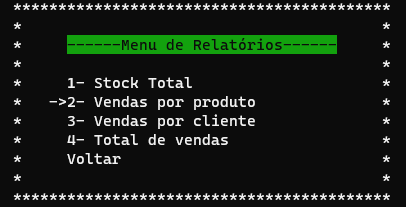 ******************************************
* *
* ------Menu de Relatórios------ *
* *
* 1- Stock Total *
* ->2- Vendas por produto *
* 3- Vendas por cliente *
* 4- Total de vendas *
* Voltar *
* *
******************************************